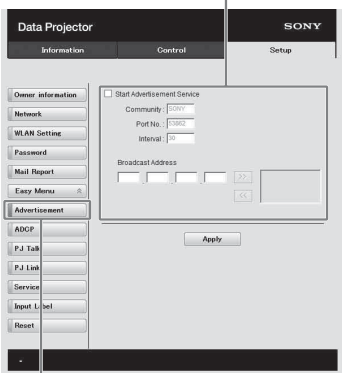 Data Projector
SONY
Information
Control
Setup
Owner information
Network
WLAN Setting
Password
Mail Report
Easy Menu
Advertisement
ADCP
PJ Talk
PJ Link
Service
Input Label
Reset
Start Advertisement Service
Community : SONY
Port No. : 53862
Interval : 30
Broadcast Address
. . .
>>
<<
Apply
-